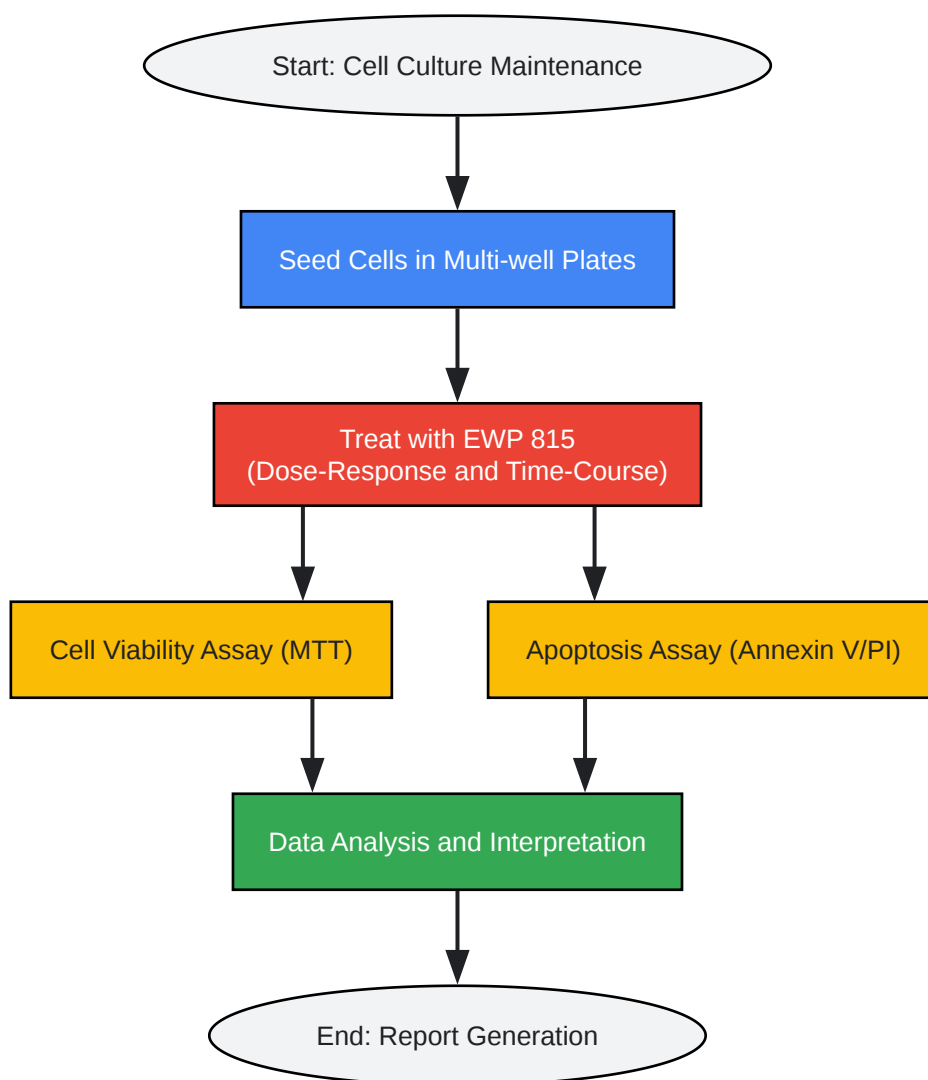 Start: Cell Culture Maintenance
Seed Cells in Multi-well Plates
Treat with EWP 815
(Dose-Response and Time-Course)
Cell Viability Assay (MTT)
Apoptosis Assay (Annexin V/PI)
Data Analysis and Interpretation
End: Report Generation